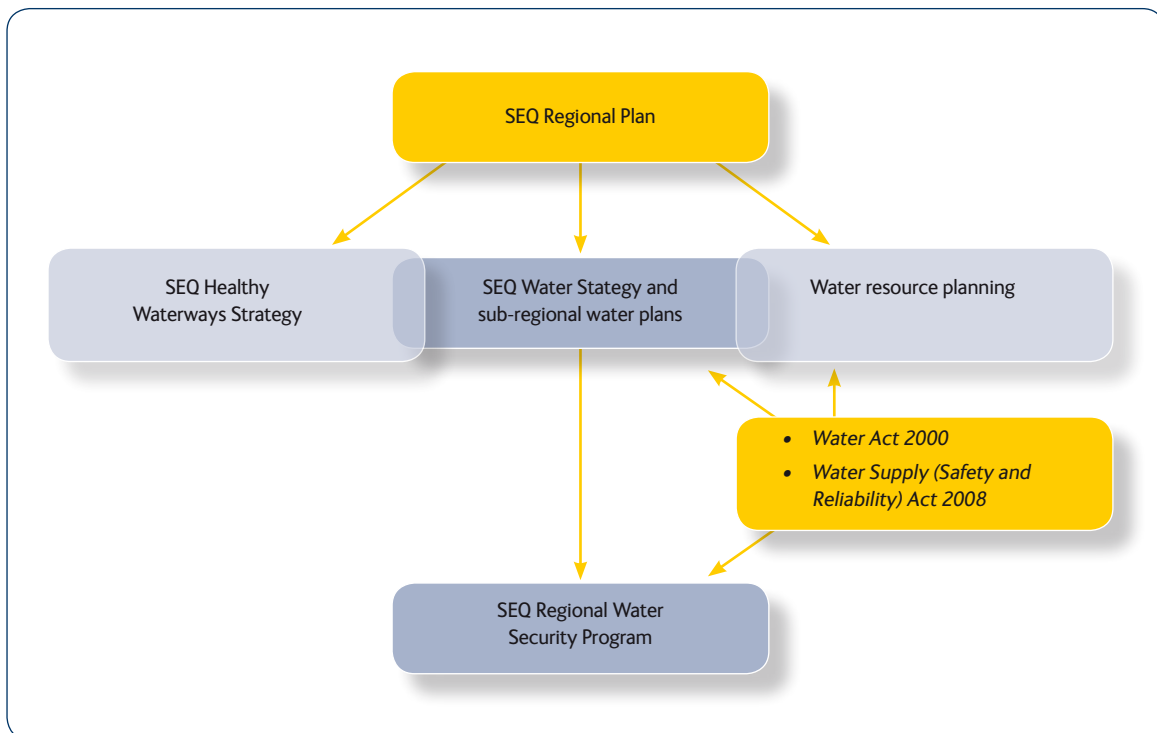 SEQ Regional Plan
SEQ Healthy
Waterways Strategy
SEQ Water Stategy and
sub-regional water plans
Water resource planning
• Water Act 2000
• Water Supply (Safety and
Reliability) Act 2008
SEQ Regional Water
Security Program